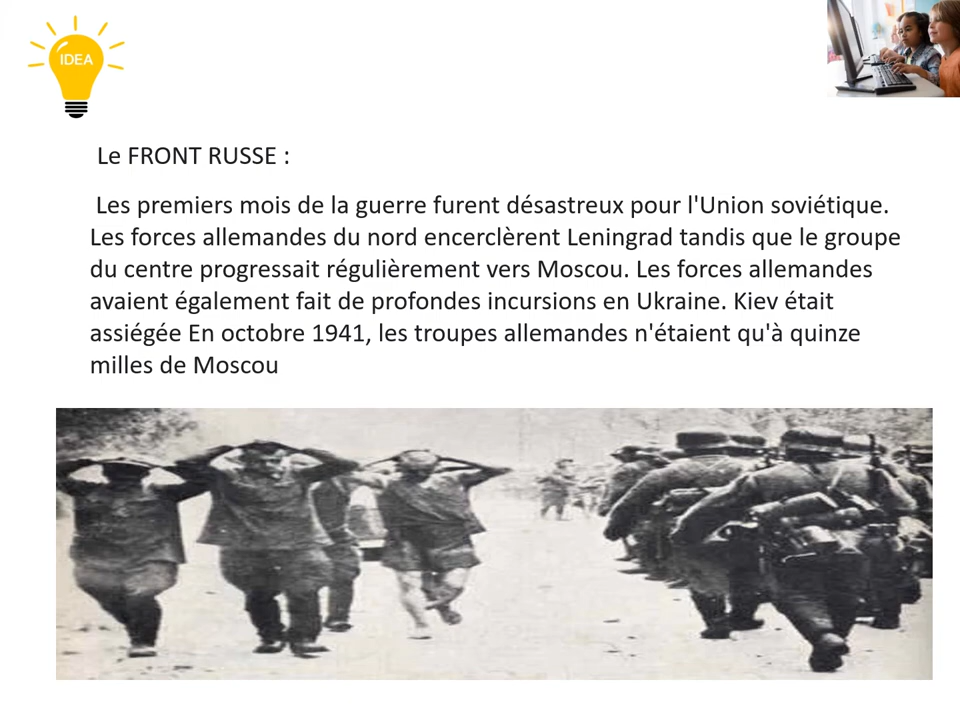 IDEA
Le FRONT RUSSE :
Les premiers mois de la guerre furent désastreux pour l'Union soviétique.
Les forces allemandes du nord encerclèrent Leningrad tandis que le groupe
du centre progressait régulièrement vers Moscou. Les forces allemandes
avaient également fait de profondes incursions en Ukraine. Kiev était
assiégée En octobre 1941, les troupes allemandes n'étaient qu'à quinze
milles de Moscou